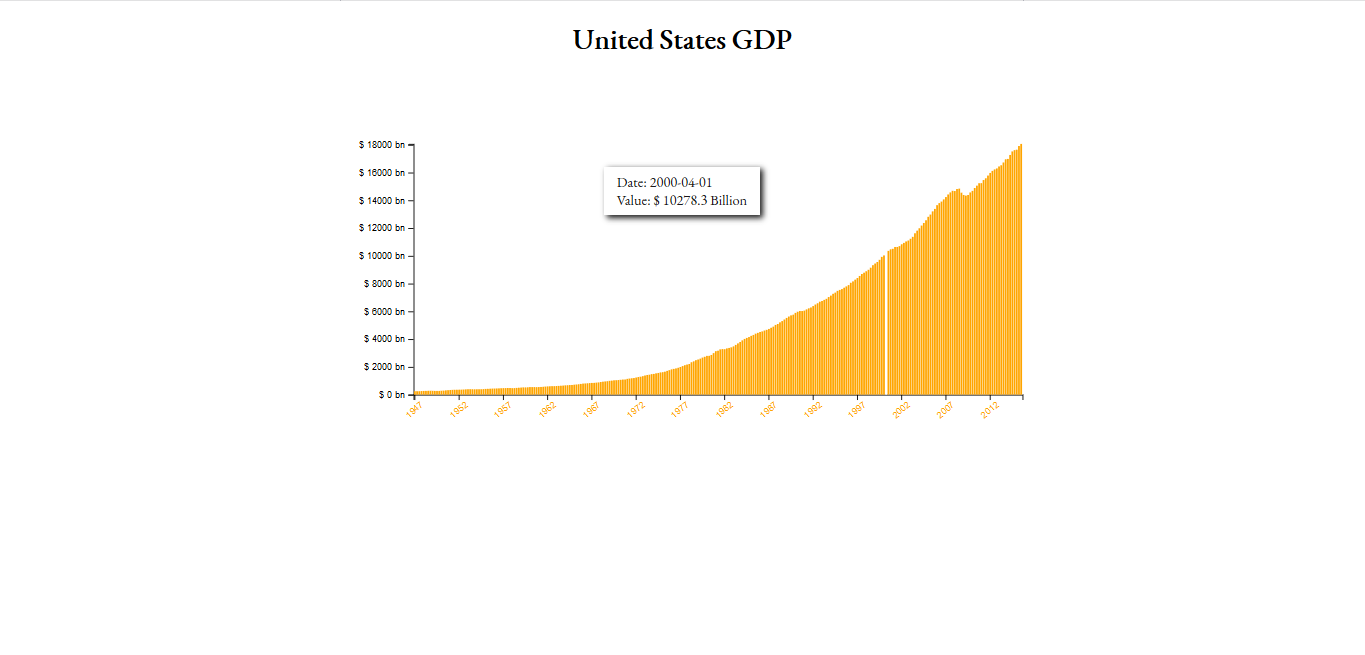 United States GDP
$ 18000 bn
$ 16000 bn
$ 14000 bn
$ 12000 bn
$ 10000 bn
$ 8000 bn
$ 6000 bn
$ 4000 bn
$ 2000 bn
$ 0 bn
Date: 2000-04-01
Value: $ 10278.3 Billion
1947
1952
1957
1962
1967
1972
1977
1982
1987
1992
1997
2002
2007
2012